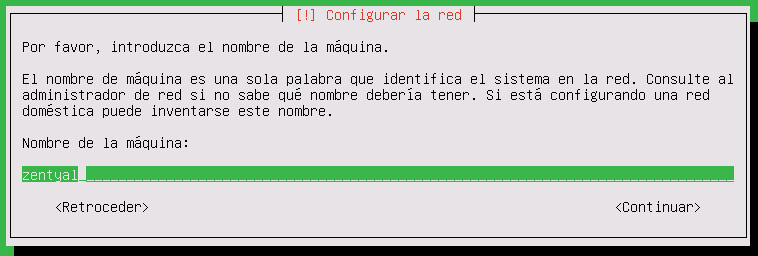 [!] Configurar la red
Por favor, introduzca el nombre de la máquina.
El nombre de máquina es una sola palabra que identifica el sistema en la red. Consulte al
administrador de red si no sabe qué nombre debería tener. Si está configurando una red
doméstica puede inventarse este nombre.
Nombre de la máquina:
zentyal
<Retroceder> <Continuar>